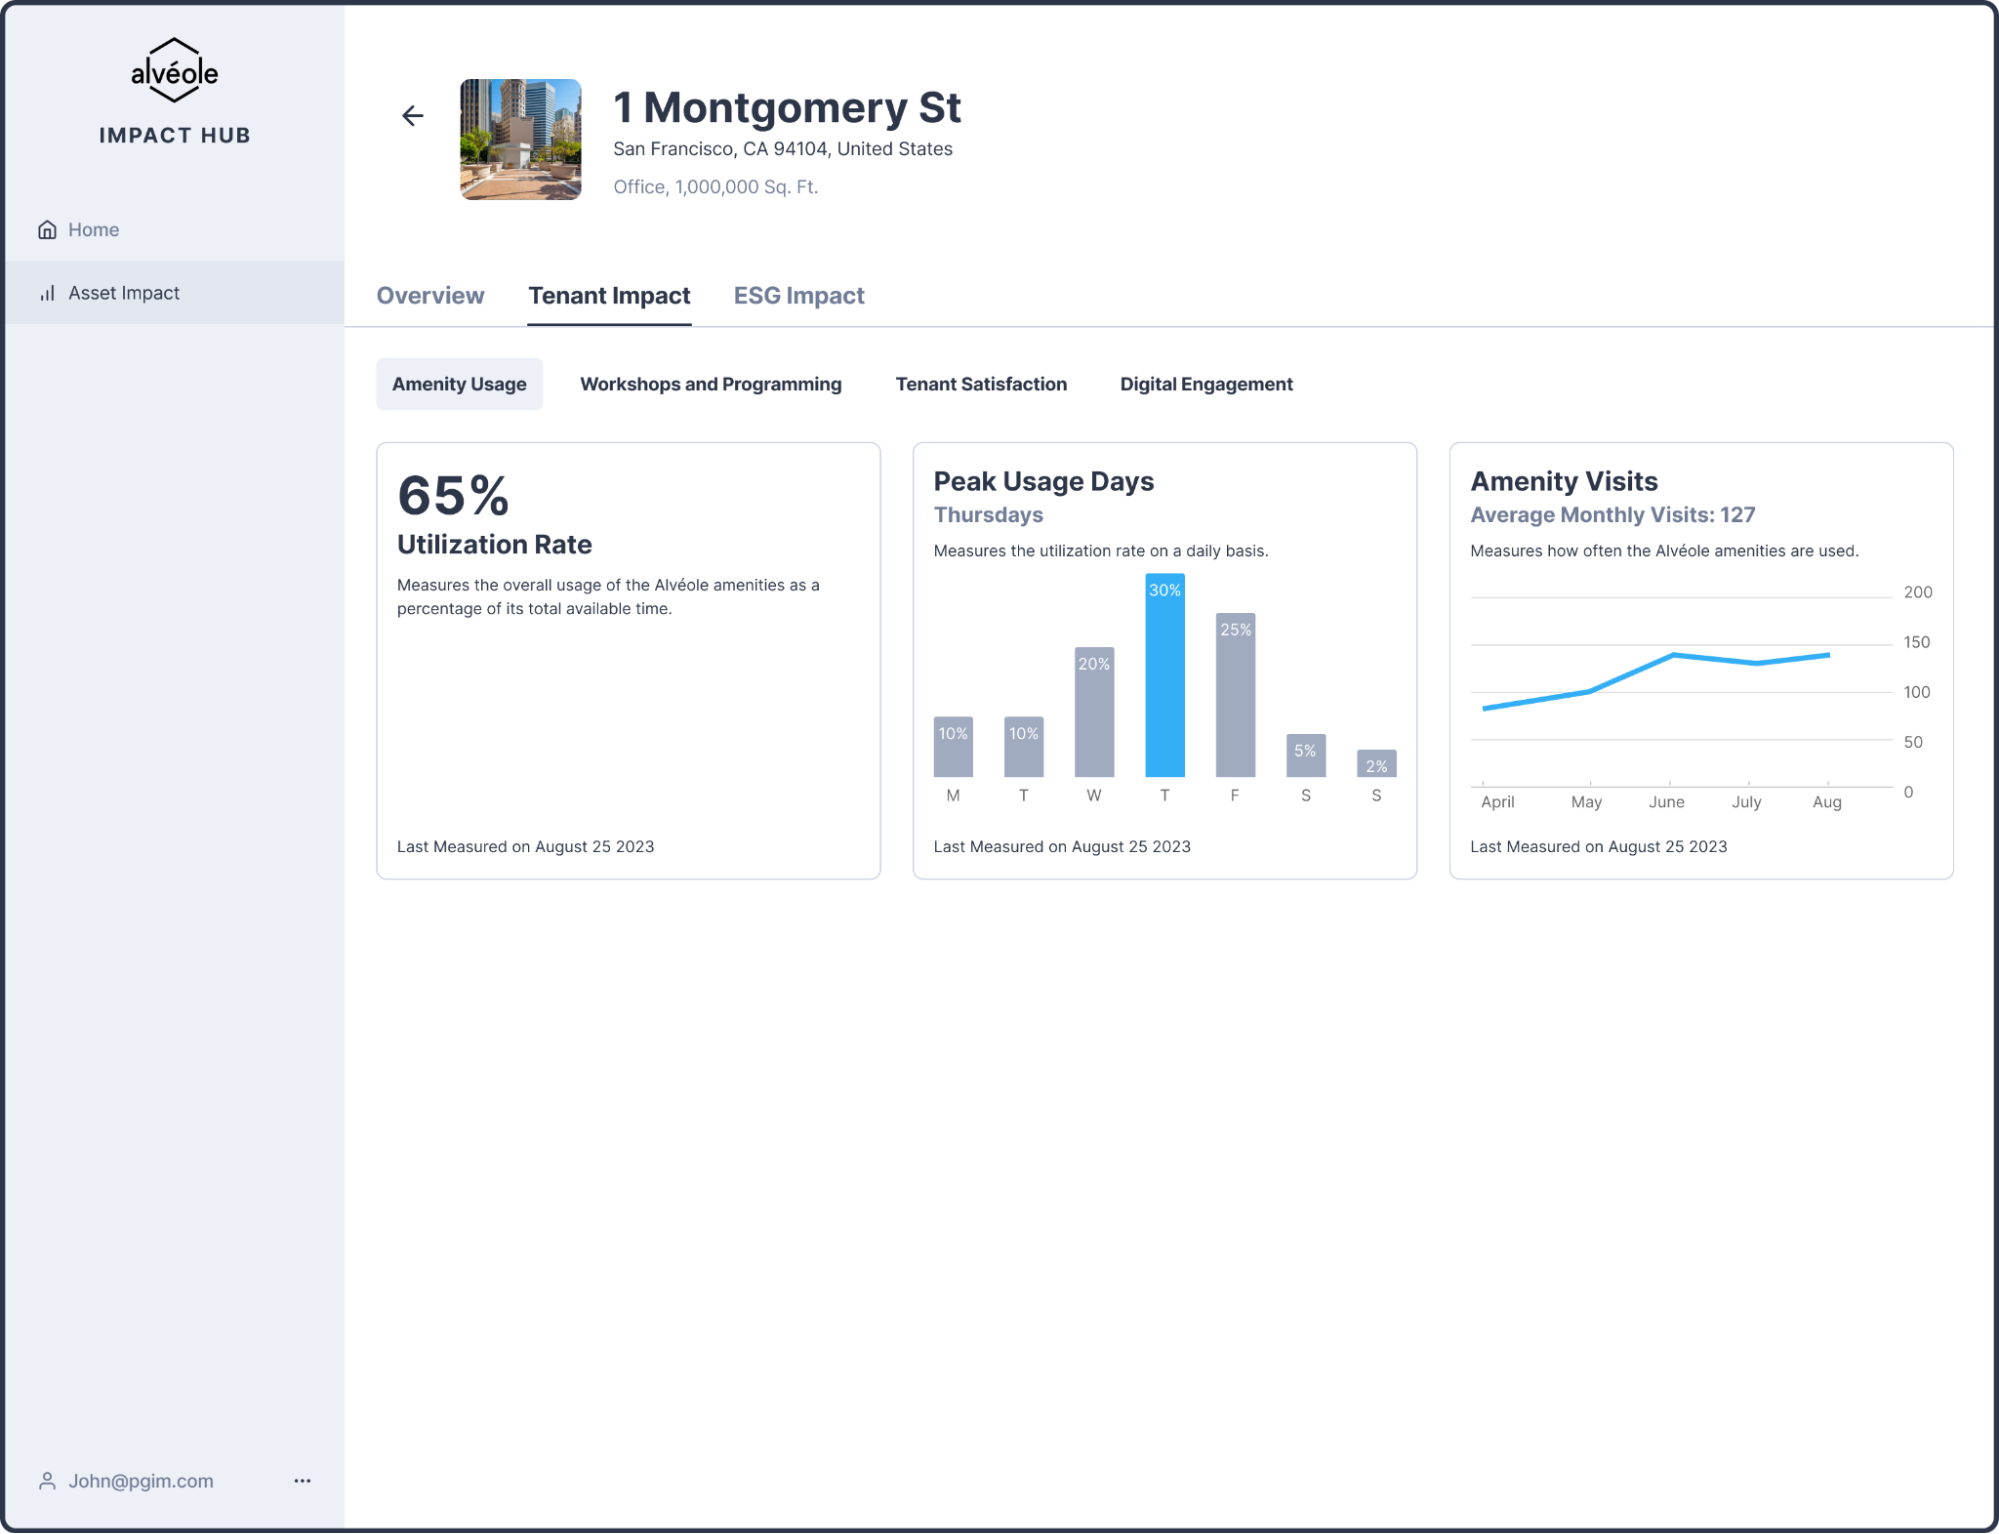 alvéole
IMPACT HUB
Home
Asset Impact
John@pgim.com
1 Montgomery St
San Francisco, CA 94104, United States
Office, 1,000,000 Sq. Ft.
Overview
Tenant Impact
ESG Impact
Amenity Usage
Workshops and Programming
Tenant Satisfaction
Digital Engagement
65%
Utilization Rate
Measures the overall usage of the Alvéole amenities as a
percentage of its total available time.
Last Measured on August 25 2023
Peak Usage Days
Thursdays
Measures the utilization rate on a daily basis.
10%
10%
20%
30%
25%
5%
2%
M
T
W
T
F
S
S
Last Measured on August 25 2023
Amenity Visits
Average Monthly Visits: 127
Measures how often the Alvéole amenities are used.
200
150
100
50
0
April
May
June
July
Aug
Last Measured on August 25 2023